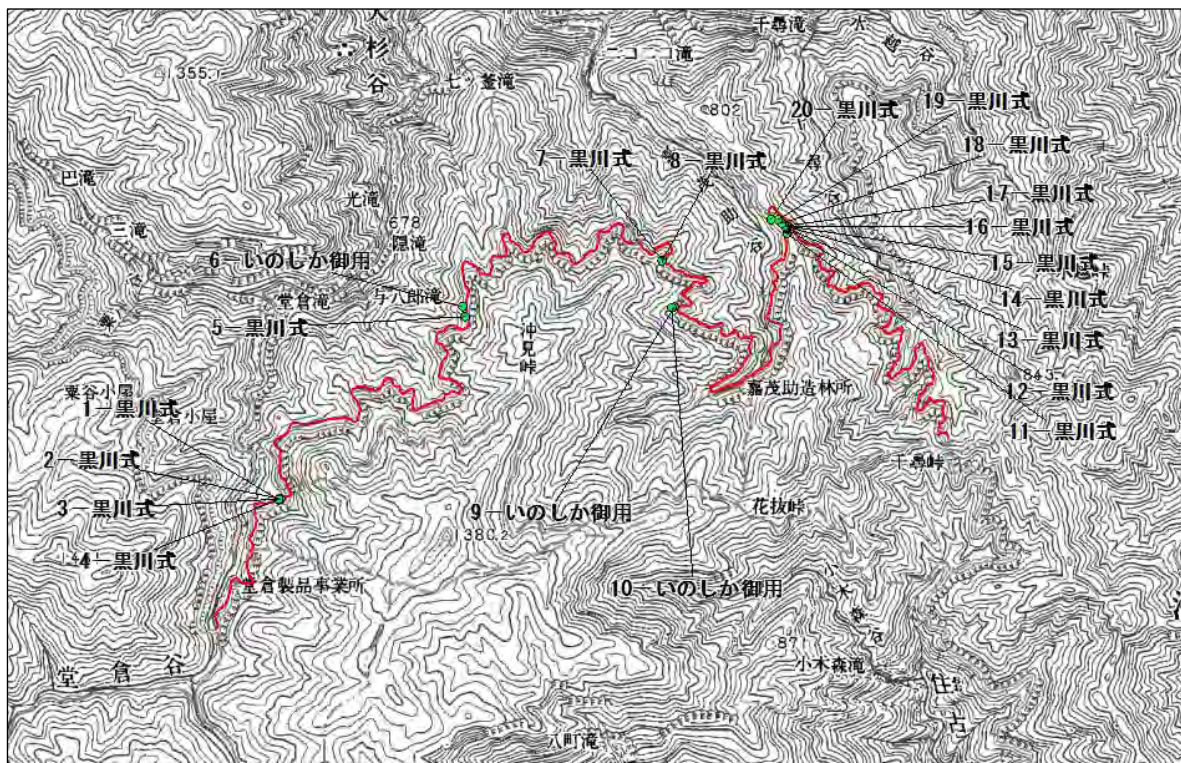 千尋滝
大杉谷
ニコニコ滝
1355.
七ッ釜滝
802
20-黒川式
19-黒川式
18-黒川式
7-黒川式
8-黒川式
17-黒川式
16-黒川式
15-黒川式
14-黒川式
13-黒川式
12-黒川式
11-黒川式
巴滝
光滝
678
隠滝
三滝
6-いのしか御用
与八郎滝
堂倉滝
5-黒川式
沖見峠
粟谷小屋
堂倉小屋
嘉茂助造林所
1-黒川式
2-黒川式
3-黒川式
4-黒川式
千尋峠
花抜峠
9-いのしか御用
1380.2
10-いのしか御用
堂倉製品事業所
小木森谷
871
小木森滝
堂倉谷
八町滝